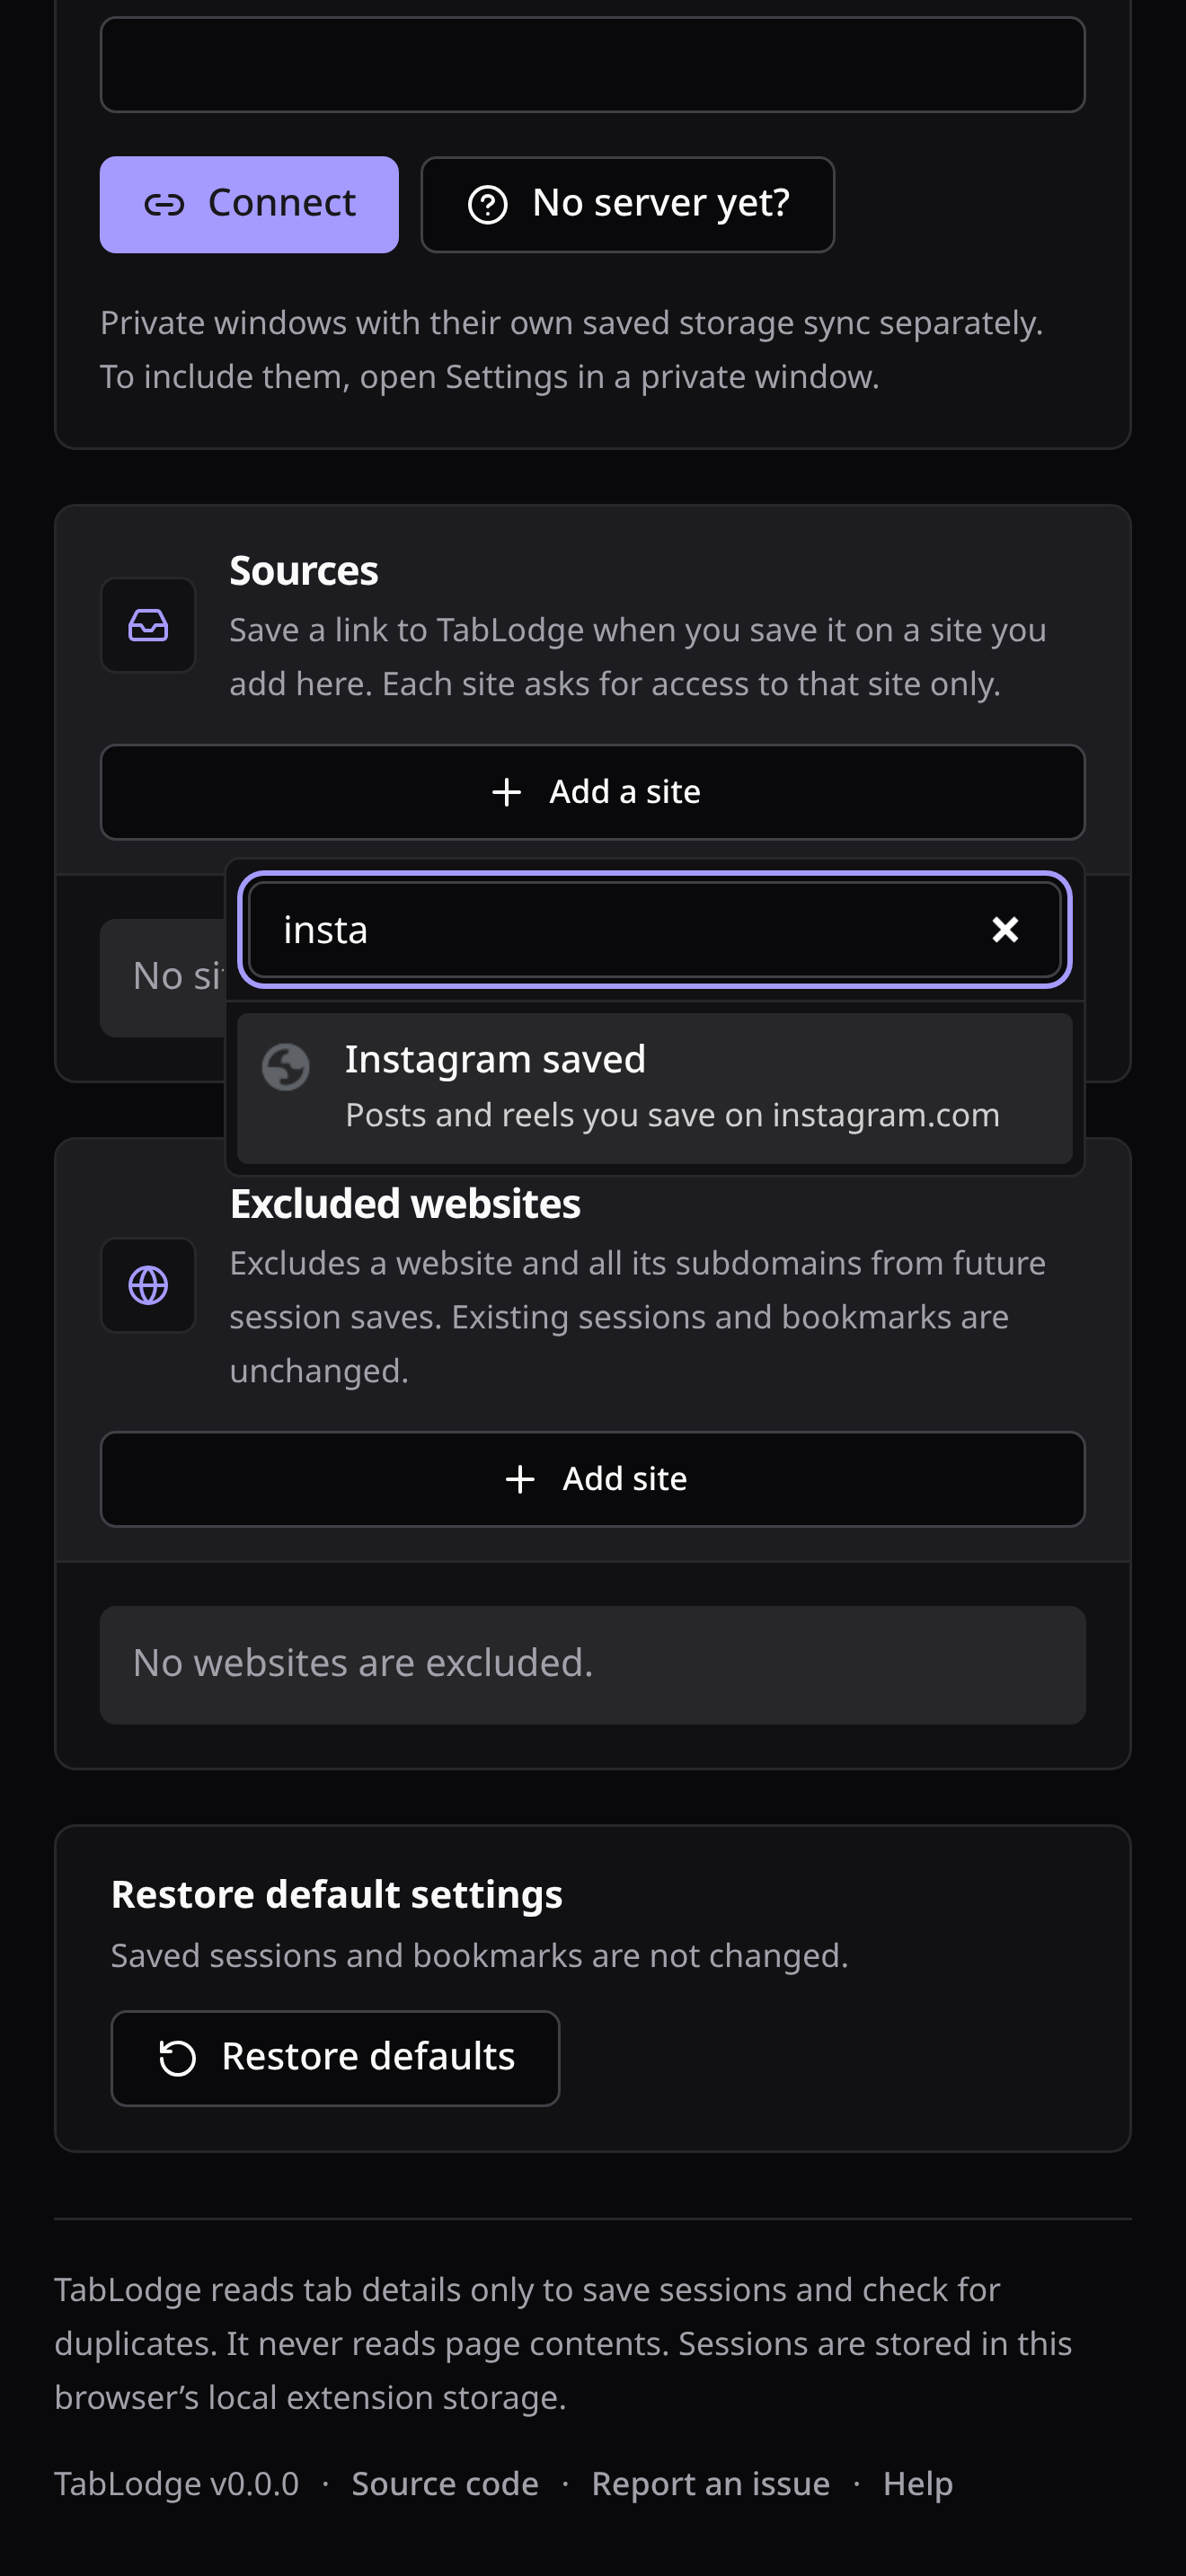 Connect
No server yet?
Private windows with their own saved storage sync separately.
To include them, open Settings in a private window.
Sources
Save a link to TabLodge when you save it on a site you
add here. Each site asks for access to that site only.
Add a site
insta
No
Instagram saved
Posts and reels you save on instagram.com
Excluded websites
Excludes a website and all its subdomains from future
session saves. Existing sessions and bookmarks are
unchanged.
Add site
No websites are excluded.
Restore default settings
Saved sessions and bookmarks are not changed.
Restore defaults
TabLodge reads tab details only to save sessions and check for
duplicates. It never reads page contents. Sessions are stored in this
browser’s local extension storage.
TabLodge v0.0.0 · Source code · Report an issue · Help